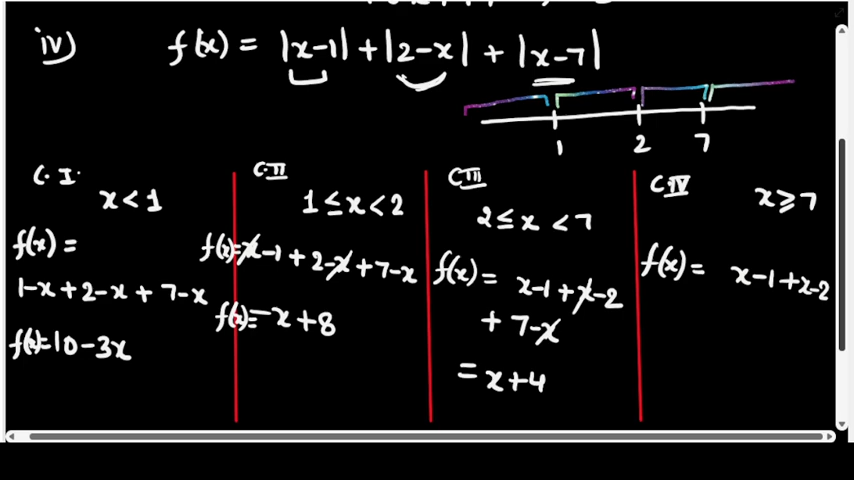 iv) f(x) = |x-1| + |2-x| + |x-7|
1 2 7
C.I.
x < 1
f(x) =
1-x + 2-x + 7-x
f(x)=10-3x
C.II
1 ≤ x < 2
f(x)=x-1 + 2-x + 7-x
f(x)=-x+8
C.III
2 ≤ x < 7
f(x) = x-1 + x-2
+ 7-x
= x+4
C.IV
x ≥ 7
f(x) = x-1+x-2